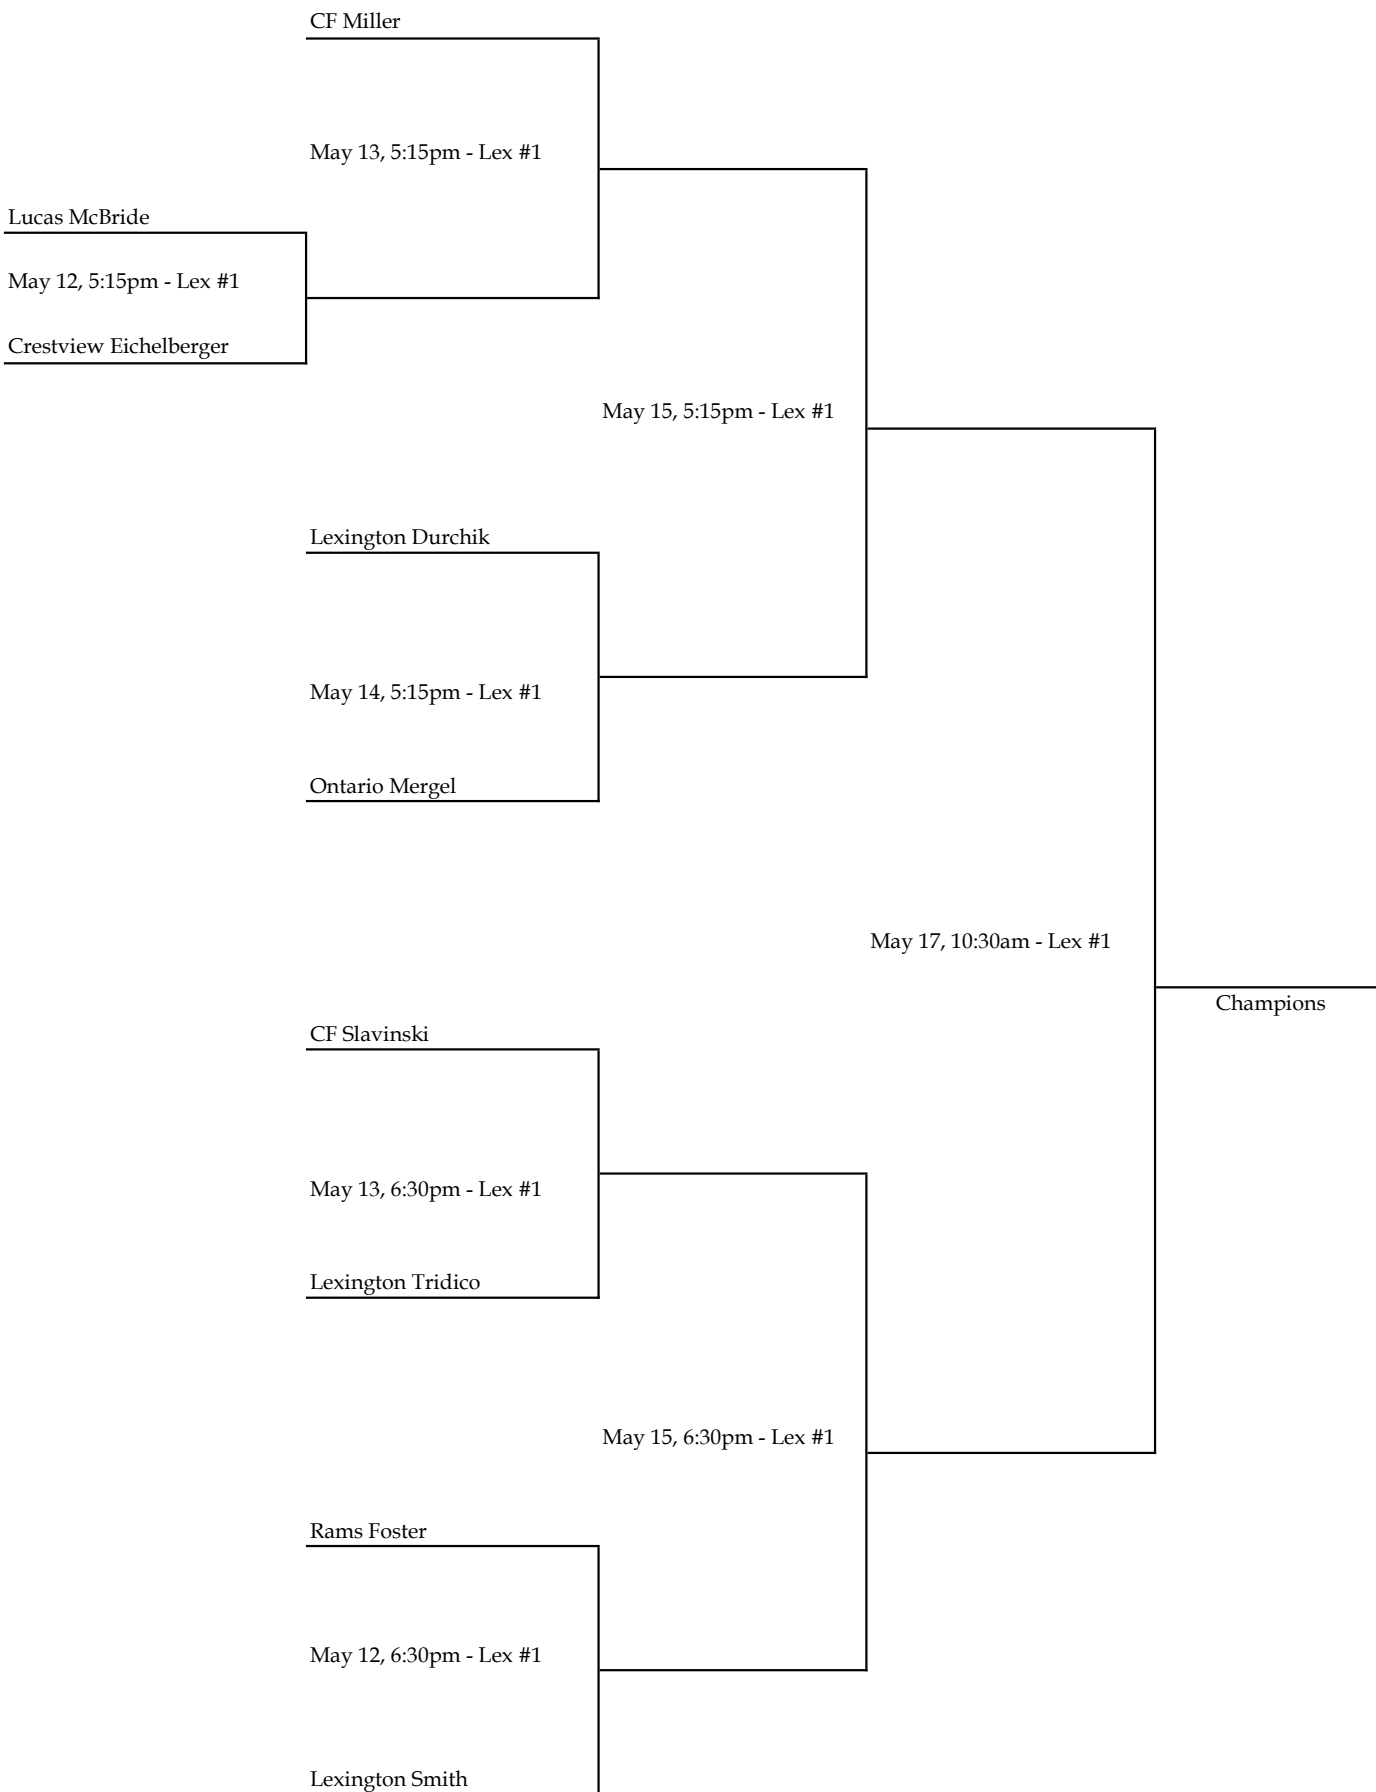 CF Miller
May 13, 5:15pm - Lex #1
Lucas McBride
May 12, 5:15pm - Lex #1
Crestview Eichelberger
May 15, 5:15pm - Lex #1
Lexington Durchik
May 14, 5:15pm - Lex #1
Ontario Mergel
May 17, 10:30am - Lex #1
Champions
CF Slavinski
May 13, 6:30pm - Lex #1
Lexington Tridico
May 15, 6:30pm - Lex #1
Rams Foster
May 12, 6:30pm - Lex #1
Lexington Smith